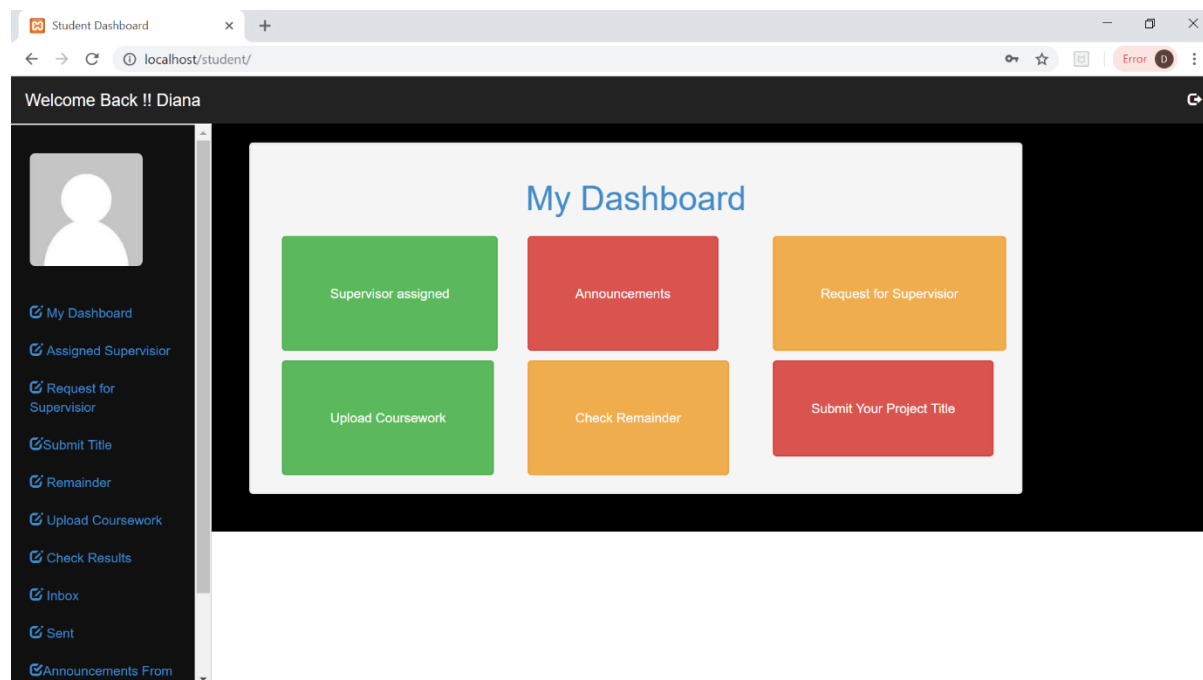 Student Dashboard
localhost/student/
Error D
Welcome Back !! Diana
My Dashboard
Assigned Supervisior
Request for
Supervisior
Submit Title
Remainder
Upload Coursework
Check Results
Inbox
Sent
Announcements From
My Dashboard
Supervisor assigned
Announcements
Request for Supervisior
Upload Coursework
Check Remainder
Submit Your Project Title